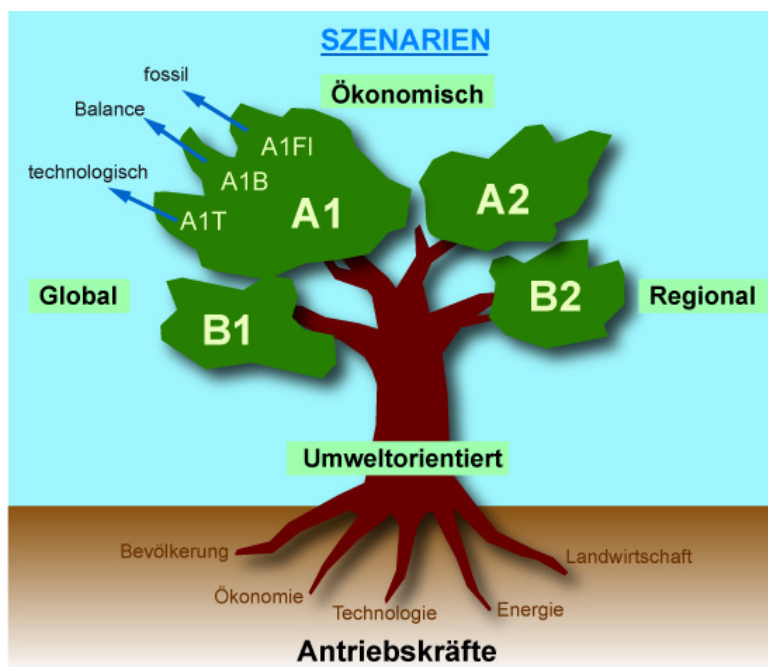 SZENARIEN
fossil
Ökonomisch
Balance
A1FI
technologisch
A1B
A1T
A1
A2
Global
B1
B2
Regional
Umweltorientiert
Bevölkerung
Landwirtschaft
Ökonomie
Technologie
Energie
Antriebskräfte